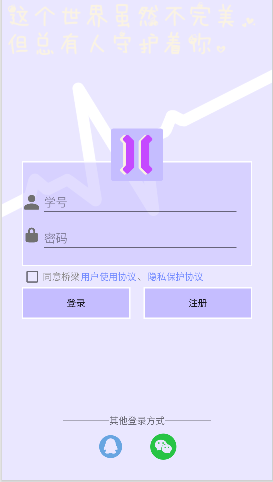 这个世界虽然不完美。
但总有人守护着你。
学号
密码
同意桥梁用户使用协议、隐私保护协议
登录
注册
其他登录方式